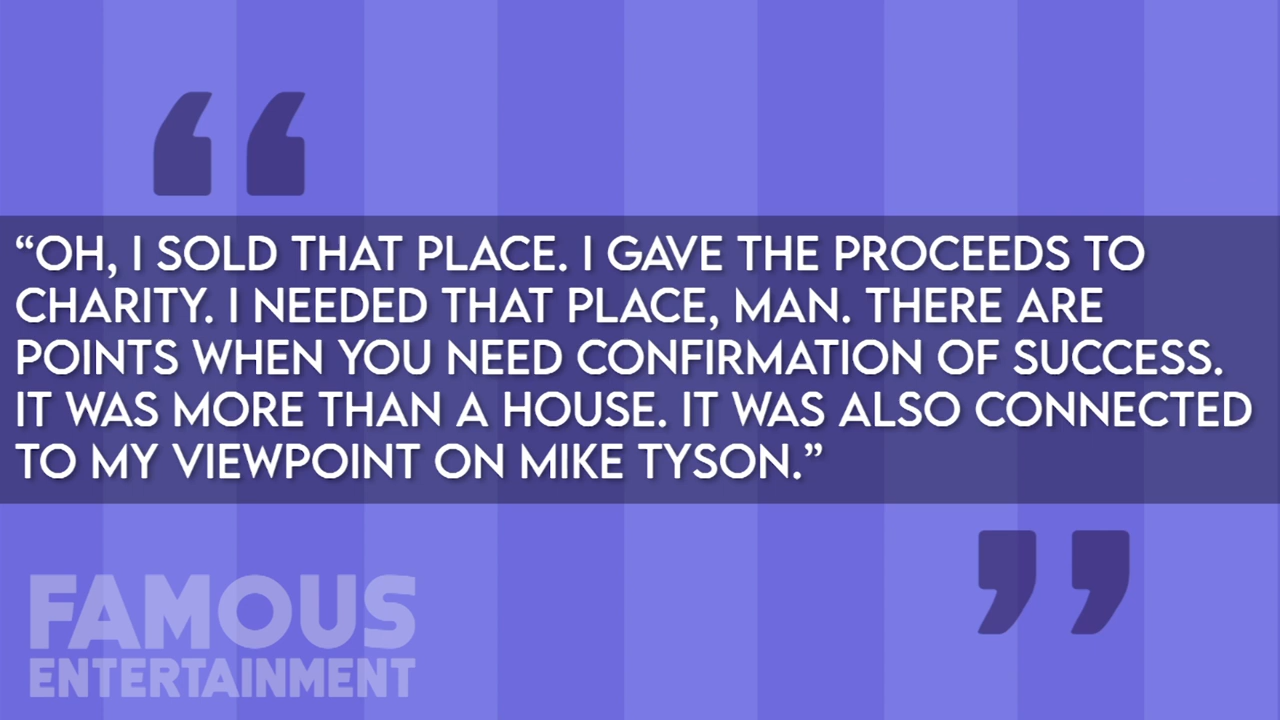 “OH, I SOLD THAT PLACE. I GAVE THE PROCEEDS TO
CHARITY. I NEEDED THAT PLACE, MAN. THERE ARE
POINTS WHEN YOU NEED CONFIRMATION OF SUCCESS.
IT WAS MORE THAN A HOUSE. IT WAS ALSO CONNECTED
TO MY VIEWPOINT ON MIKE TYSON.”
FAMOUS
ENTERTAINMENT